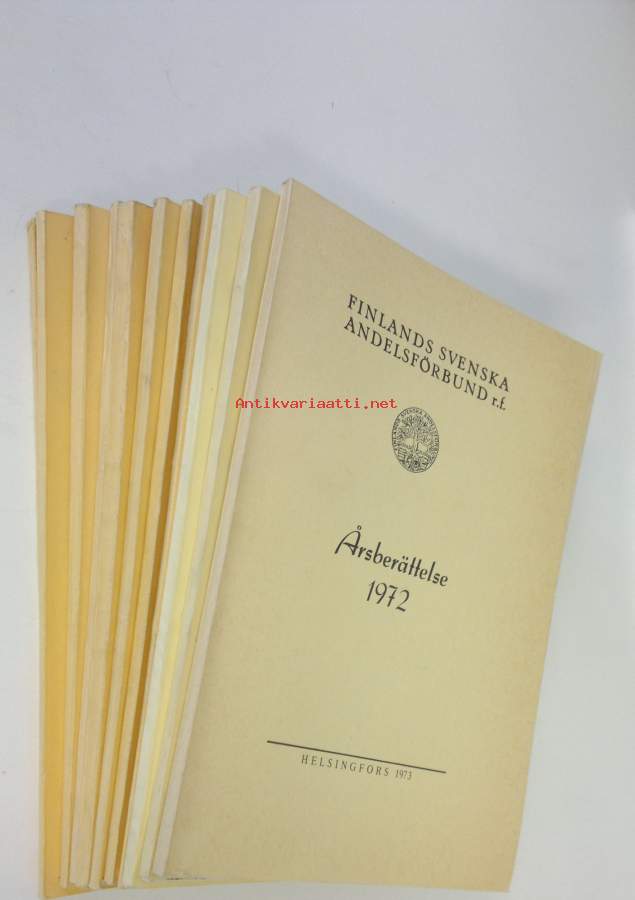 FINLANDS SVENSKA
ANDELSFÖRBUND r.f.
Antikvariaatti.net
Årsberättelse
1972
HELSINGFORS 1973